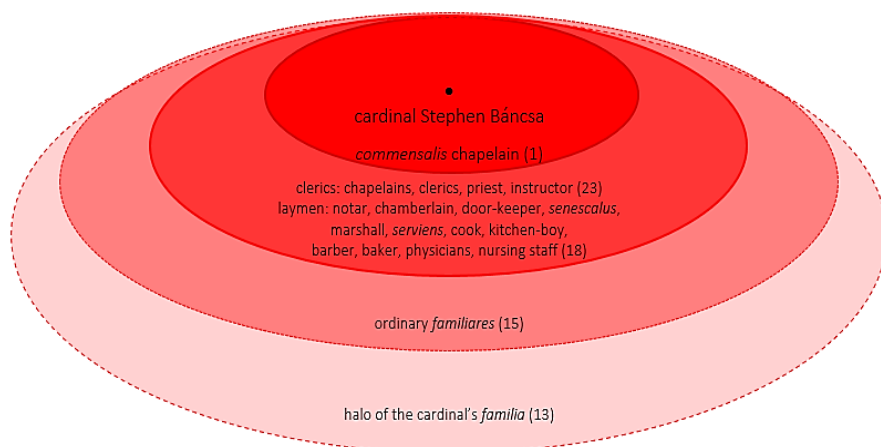 cardinal Stephen Báncsa
commensalis chapelain (1)
clerics: chapelains, clerics, priest, instructor (23)
laymen: notar, chamberlain, door-keeper, senescalus,
marshall, serviens, cook, kitchen-boy,
barber, baker, physicians, nursing staff (18)
ordinary familiares (15)
halo of the cardinal's familia (13)